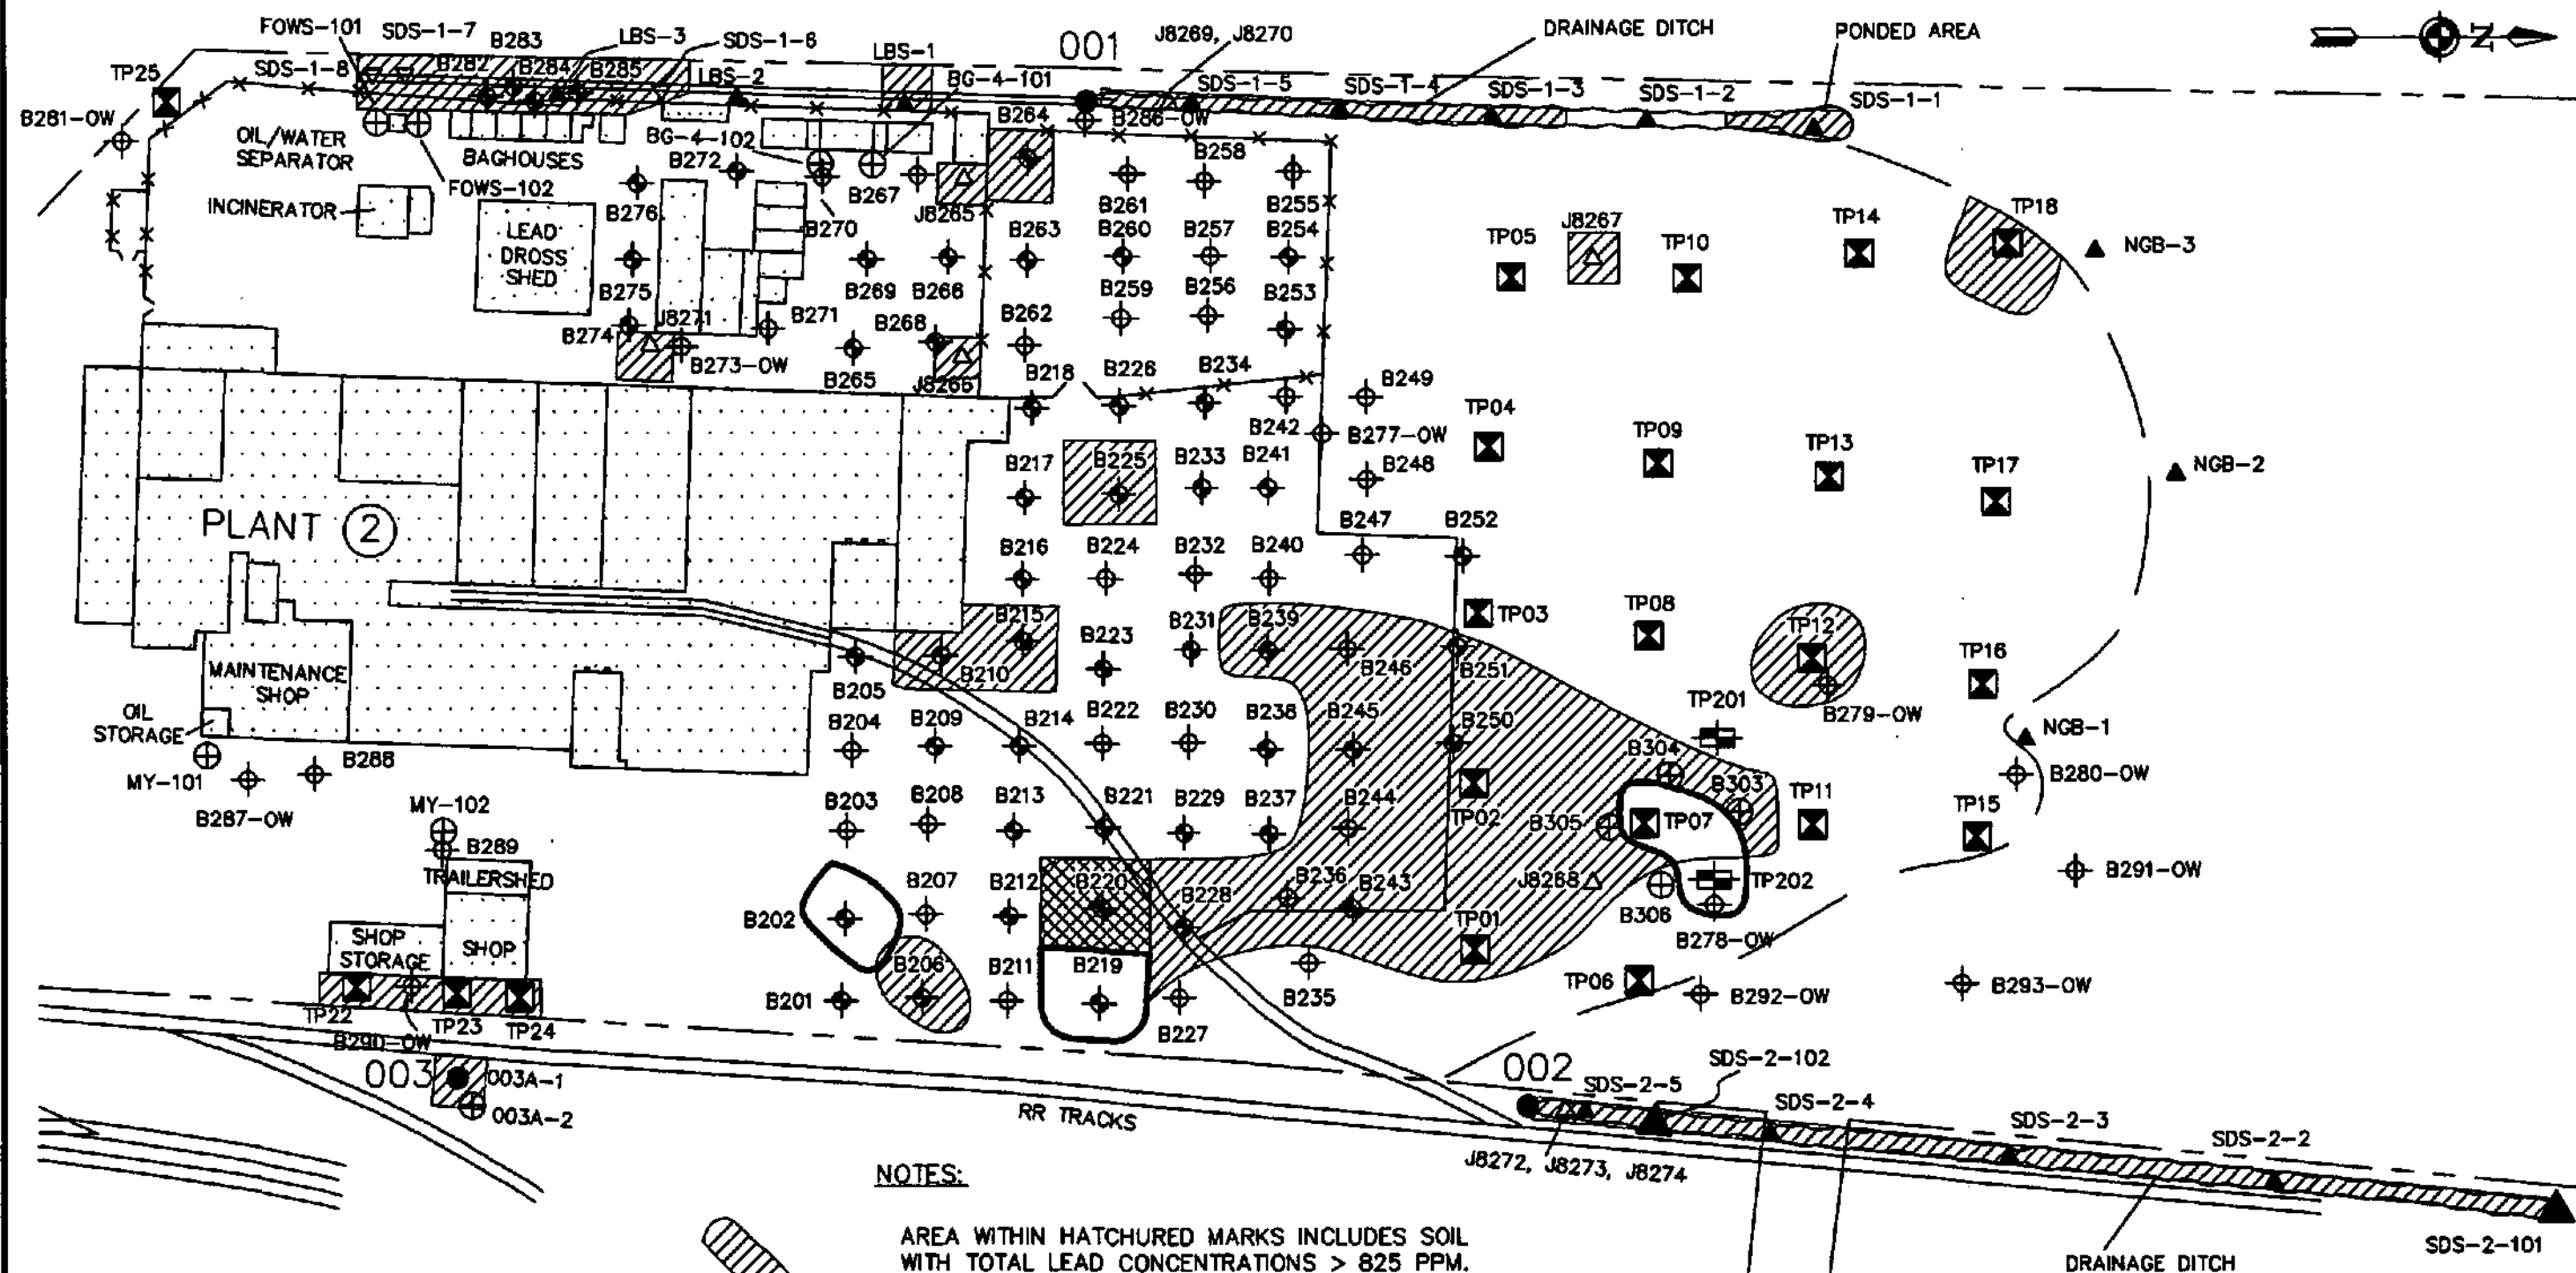 FOWS-101
SDS-1-7
B283
LBS-3
SDS-1-6
LBS-1
001
J8269, J8270
DRAINAGE DITCH
PONDED AREA
N
TP25
SDS-1-8
B282
B284
B285
LBS-2
BG-4-101
SDS-1-5
SDS-1-4
SDS-1-3
SDS-1-2
SDS-1-1
B281-OW
OIL/WATER
SEPARATOR
BAGHOUSES
BG-4-102
B264
B286-OW
B272
B258
FOWS-102
INCINERATOR
B276
B270
B267
J8265
B261
B255
LEAD
DROSS
SHED
B263
B260
B257
B254
TP05
J8267
TP10
TP14
TP18
NGB-3
B275
B269
B266
B259
B256
B253
B274
J8271
B271
B268
B262
B273-OW
B265
J8266
B218
B226
B234
B249
TP04
B242
B277-OW
TP09
TP13
TP17
NGB-2
B217
B225
B233
B241
B248
PLANT 2
B216
B224
B232
B240
B247
B252
B215
B223
B231
B239
TP03
TP08
TP12
TP16
B205
B210
B246
B251
MAINTENANCE
SHOP
OIL
STORAGE
B204
B209
B214
B222
B230
B238
B245
B250
TP201
B279-OW
NGB-1
MY-101
B288
B287-OW
B304
B303
B280-OW
MY-102
B203
B208
B213
B221
B229
B237
B244
TP02
B305
TP07
TP11
TP15
B289
TRAILERSHED
B202
B207
B212
B220
B228
B236
B243
J8268
TP202
B291-OW
SHOP
STORAGE
SHOP
B206
B211
B219
TP01
B306
B278-OW
B201
B227
B235
TP06
B292-OW
B293-OW
TP22
TP23
TP24
B290-OW
003
003A-1
003A-2
RR TRACKS
002
SDS-2-5
SDS-2-102
SDS-2-4
SDS-2-3
SDS-2-2
J8272, J8273, J8274
SDS-2-101
DRAINAGE DITCH
NOTES:
AREA WITHIN HATCHURED MARKS INCLUDES SOIL
WITH TOTAL LEAD CONCENTRATIONS > 825 PPM.